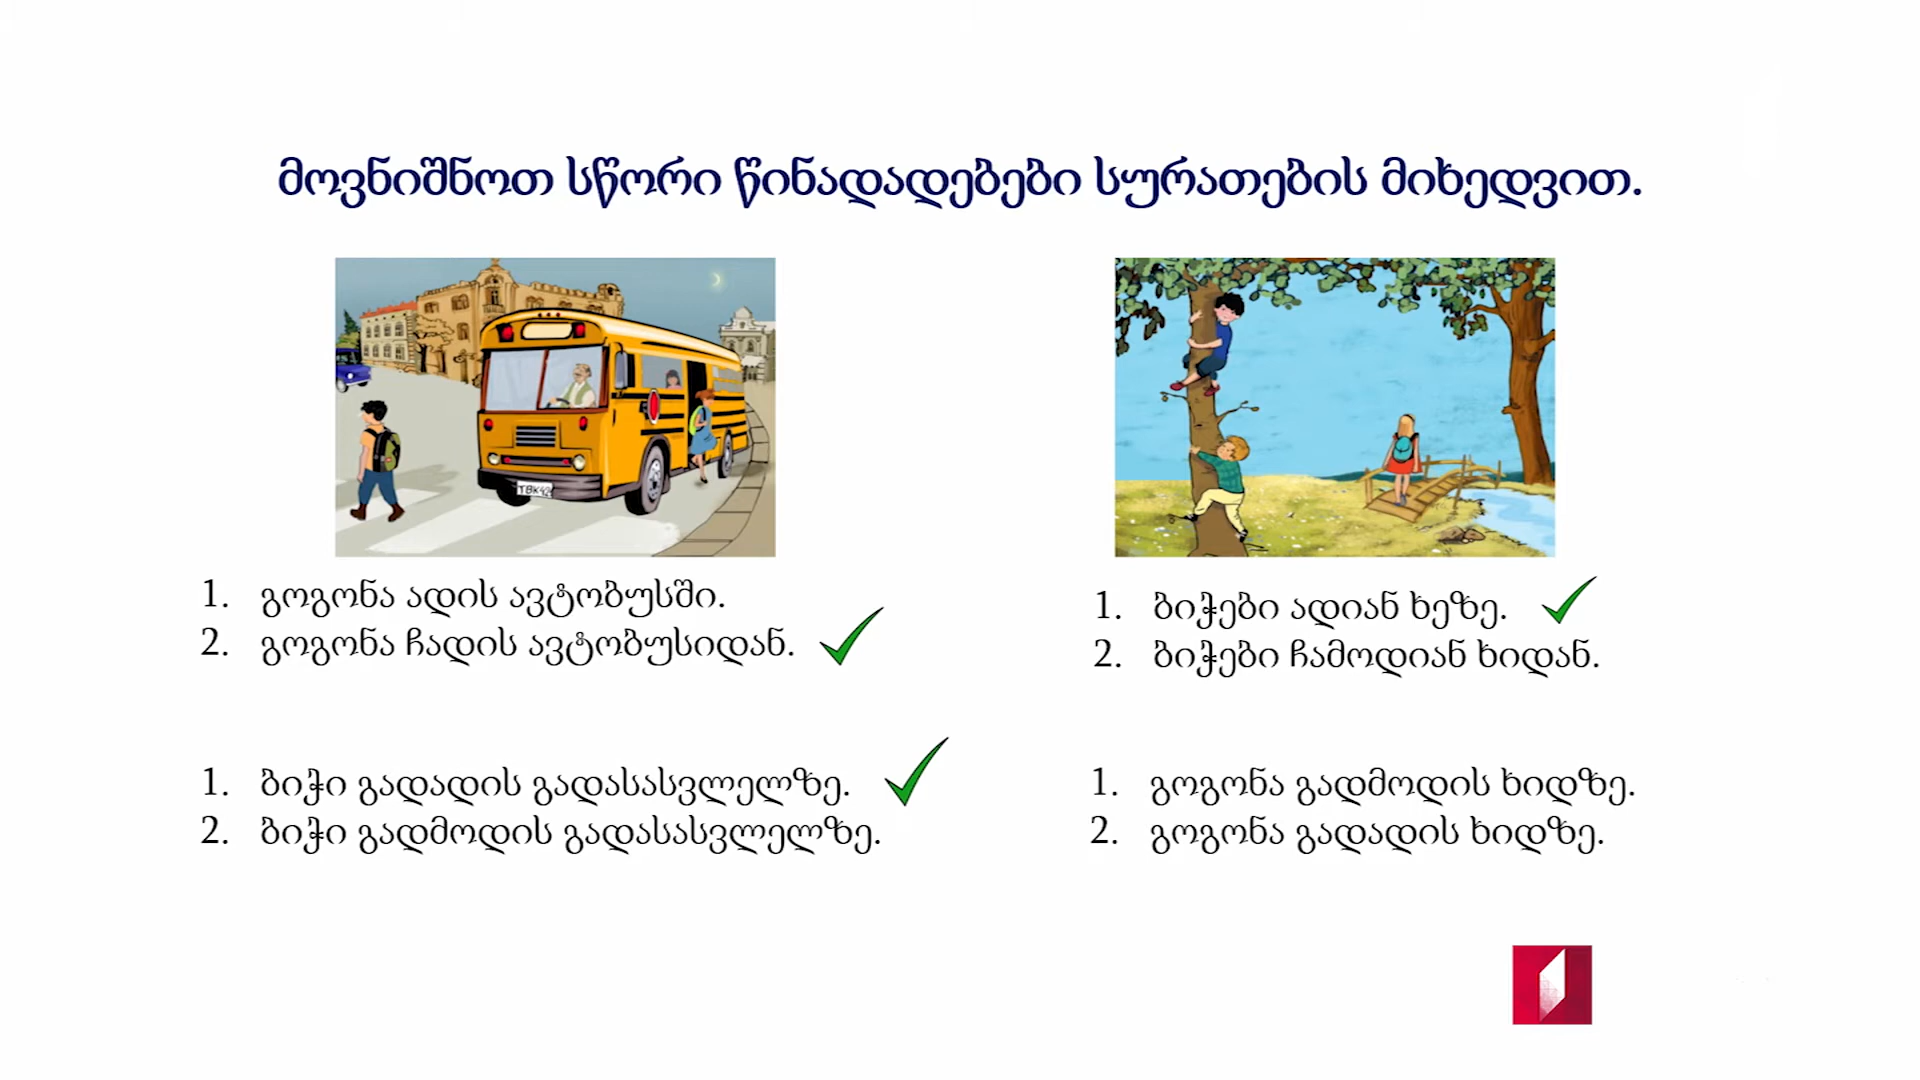 მოვნიშნოთ სწორი წინადადებები სურათების მიხედვით.
TBK424
1. გოგონა ადის ავტობუსში.
2. გოგონა ჩადის ავტობუსიდან.
1. ბიჭი გადადის გადასასვლელზე.
2. ბიჭი გადმოდის გადასასვლელზე.
1. ბიჭები ადიან ხეზე.
2. ბიჭები ჩამოდიან ხიდან.
1. გოგონა გადმოდის ხიდზე.
2. გოგონა გადადის ხიდზე.